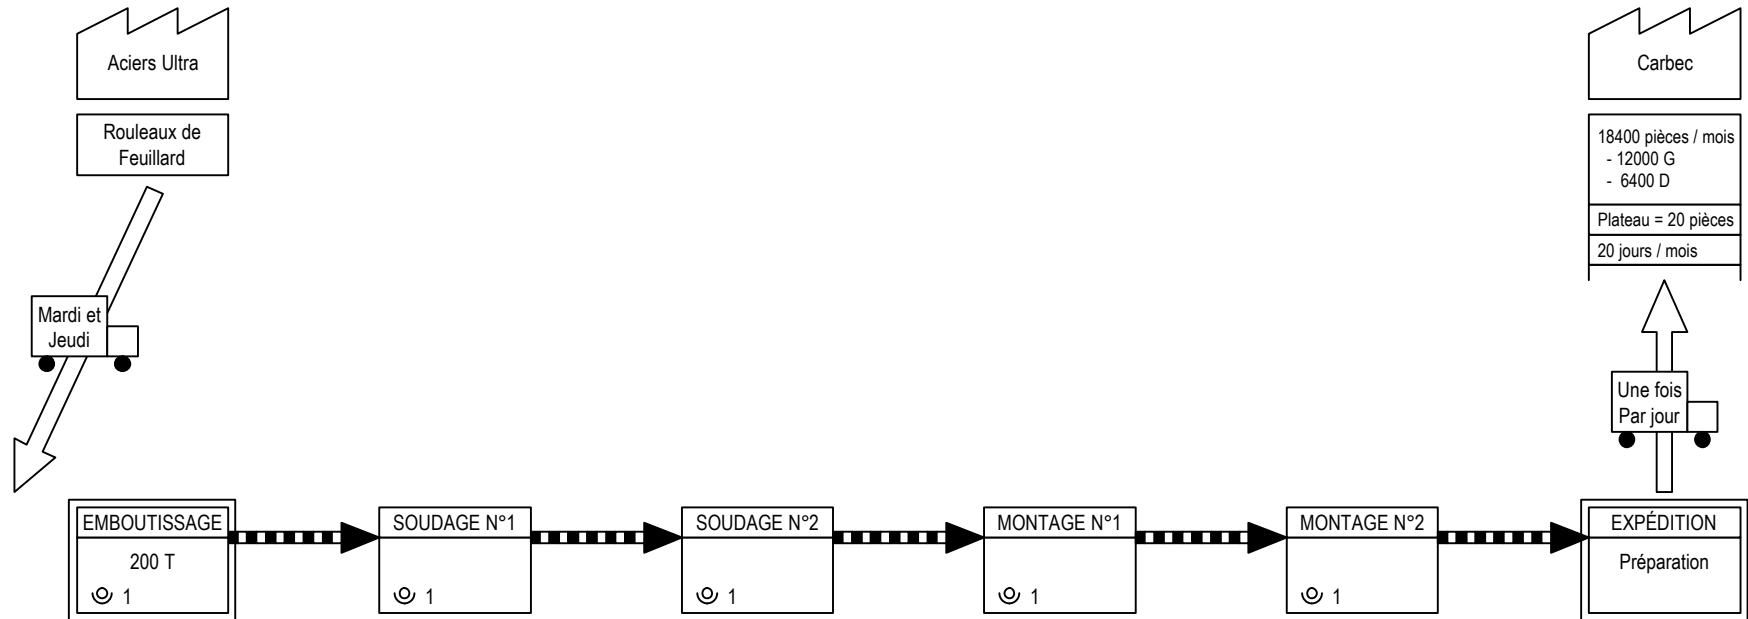 Aciers Ultra
Rouleaux de
Feuillard
Mardi et
Jeudi
Carbec
18400 pièces / mois
- 12000 G
- 6400 D
Plateau = 20 pièces
20 jours / mois
Une fois
Par jour
EMBOUTISSAGE
200 T
1
SOUDAGE N°1
1
SOUDAGE N°2
1
MONTAGE N°1
1
MONTAGE N°2
1
EXPÉDITION
Préparation